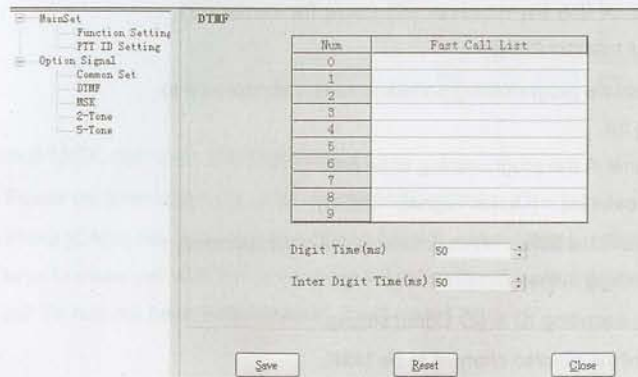 MainSet
Function Setting
PTT ID Setting
Option Signal
Common Set
DTMF
MSK
2-Tone
5-Tone
DTMF
Num Fast Call List
0
1
2
3
4
5
6
7
8
9
Digit Time(ms) 50
Inter Digit Time(ms) 50
Save Reset Close